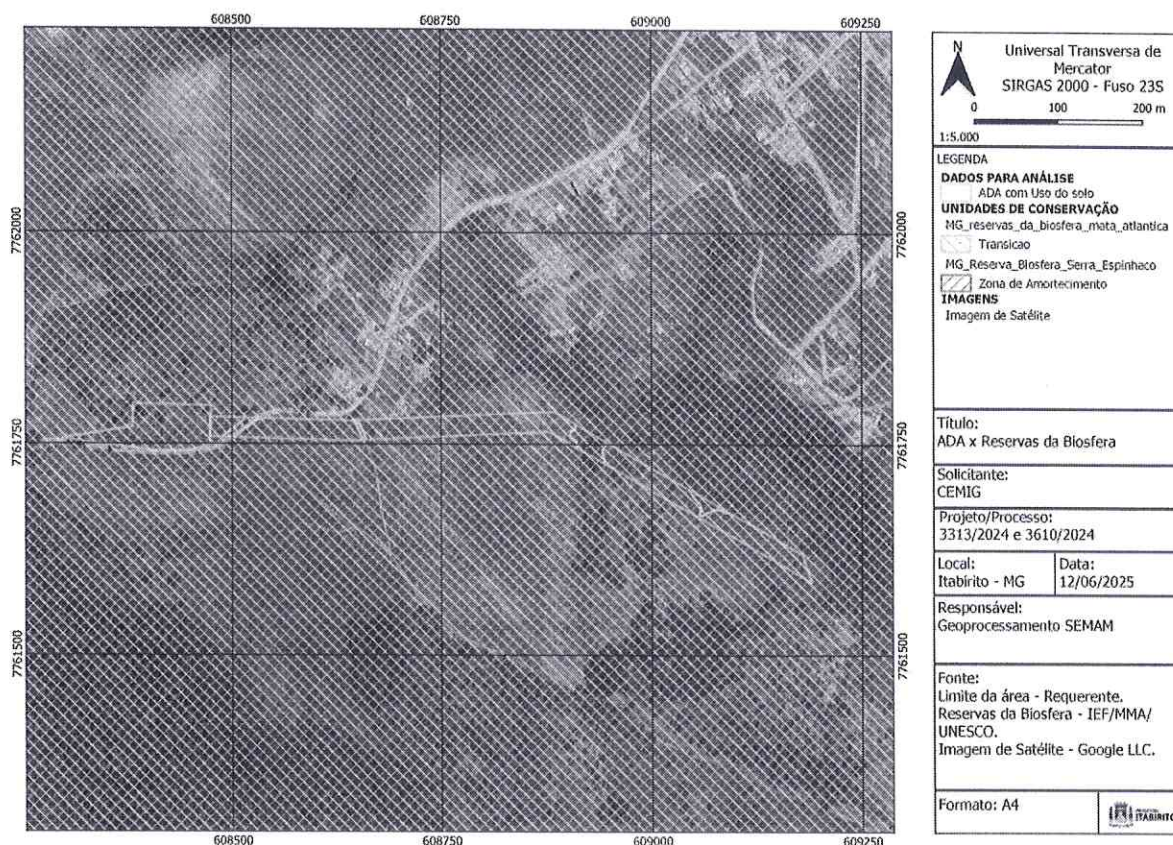 608500 608750 609000 609250
7762000 7762000
7761750 7761750
7761500 7761500
608500 608750 609000 609250
N
Universal Transversa de
Mercator
SIRGAS 2000 - Fuso 23S
0 100 200 m
1:5.000
LEGENDA
DADOS PARA ANÁLISE
ADA com Uso do solo
UNIDADES DE CONSERVAÇÃO
MG_reservas_da_biosfera_mata_atlantica
Transicao
MG_Reserva_Biosfera_Serra_Espinhaco
Zona de Amortecimento
IMAGENS
Imagem de Satélite
Título:
ADA x Reservas da Biosfera
Solicitante:
CEMIG
Projeto/Processo:
3313/2024 e 3610/2024
Local:
Itabirito - MG
Data:
12/06/2025
Responsável:
Geoprocessamento SEMAM
Fonte:
Limite da área - Requerente.
Reservas da Biosfera - IEF/MMA/
UNESCO.
Imagem de Satélite - Google LLC.
Formato: A4
ITABIRITO